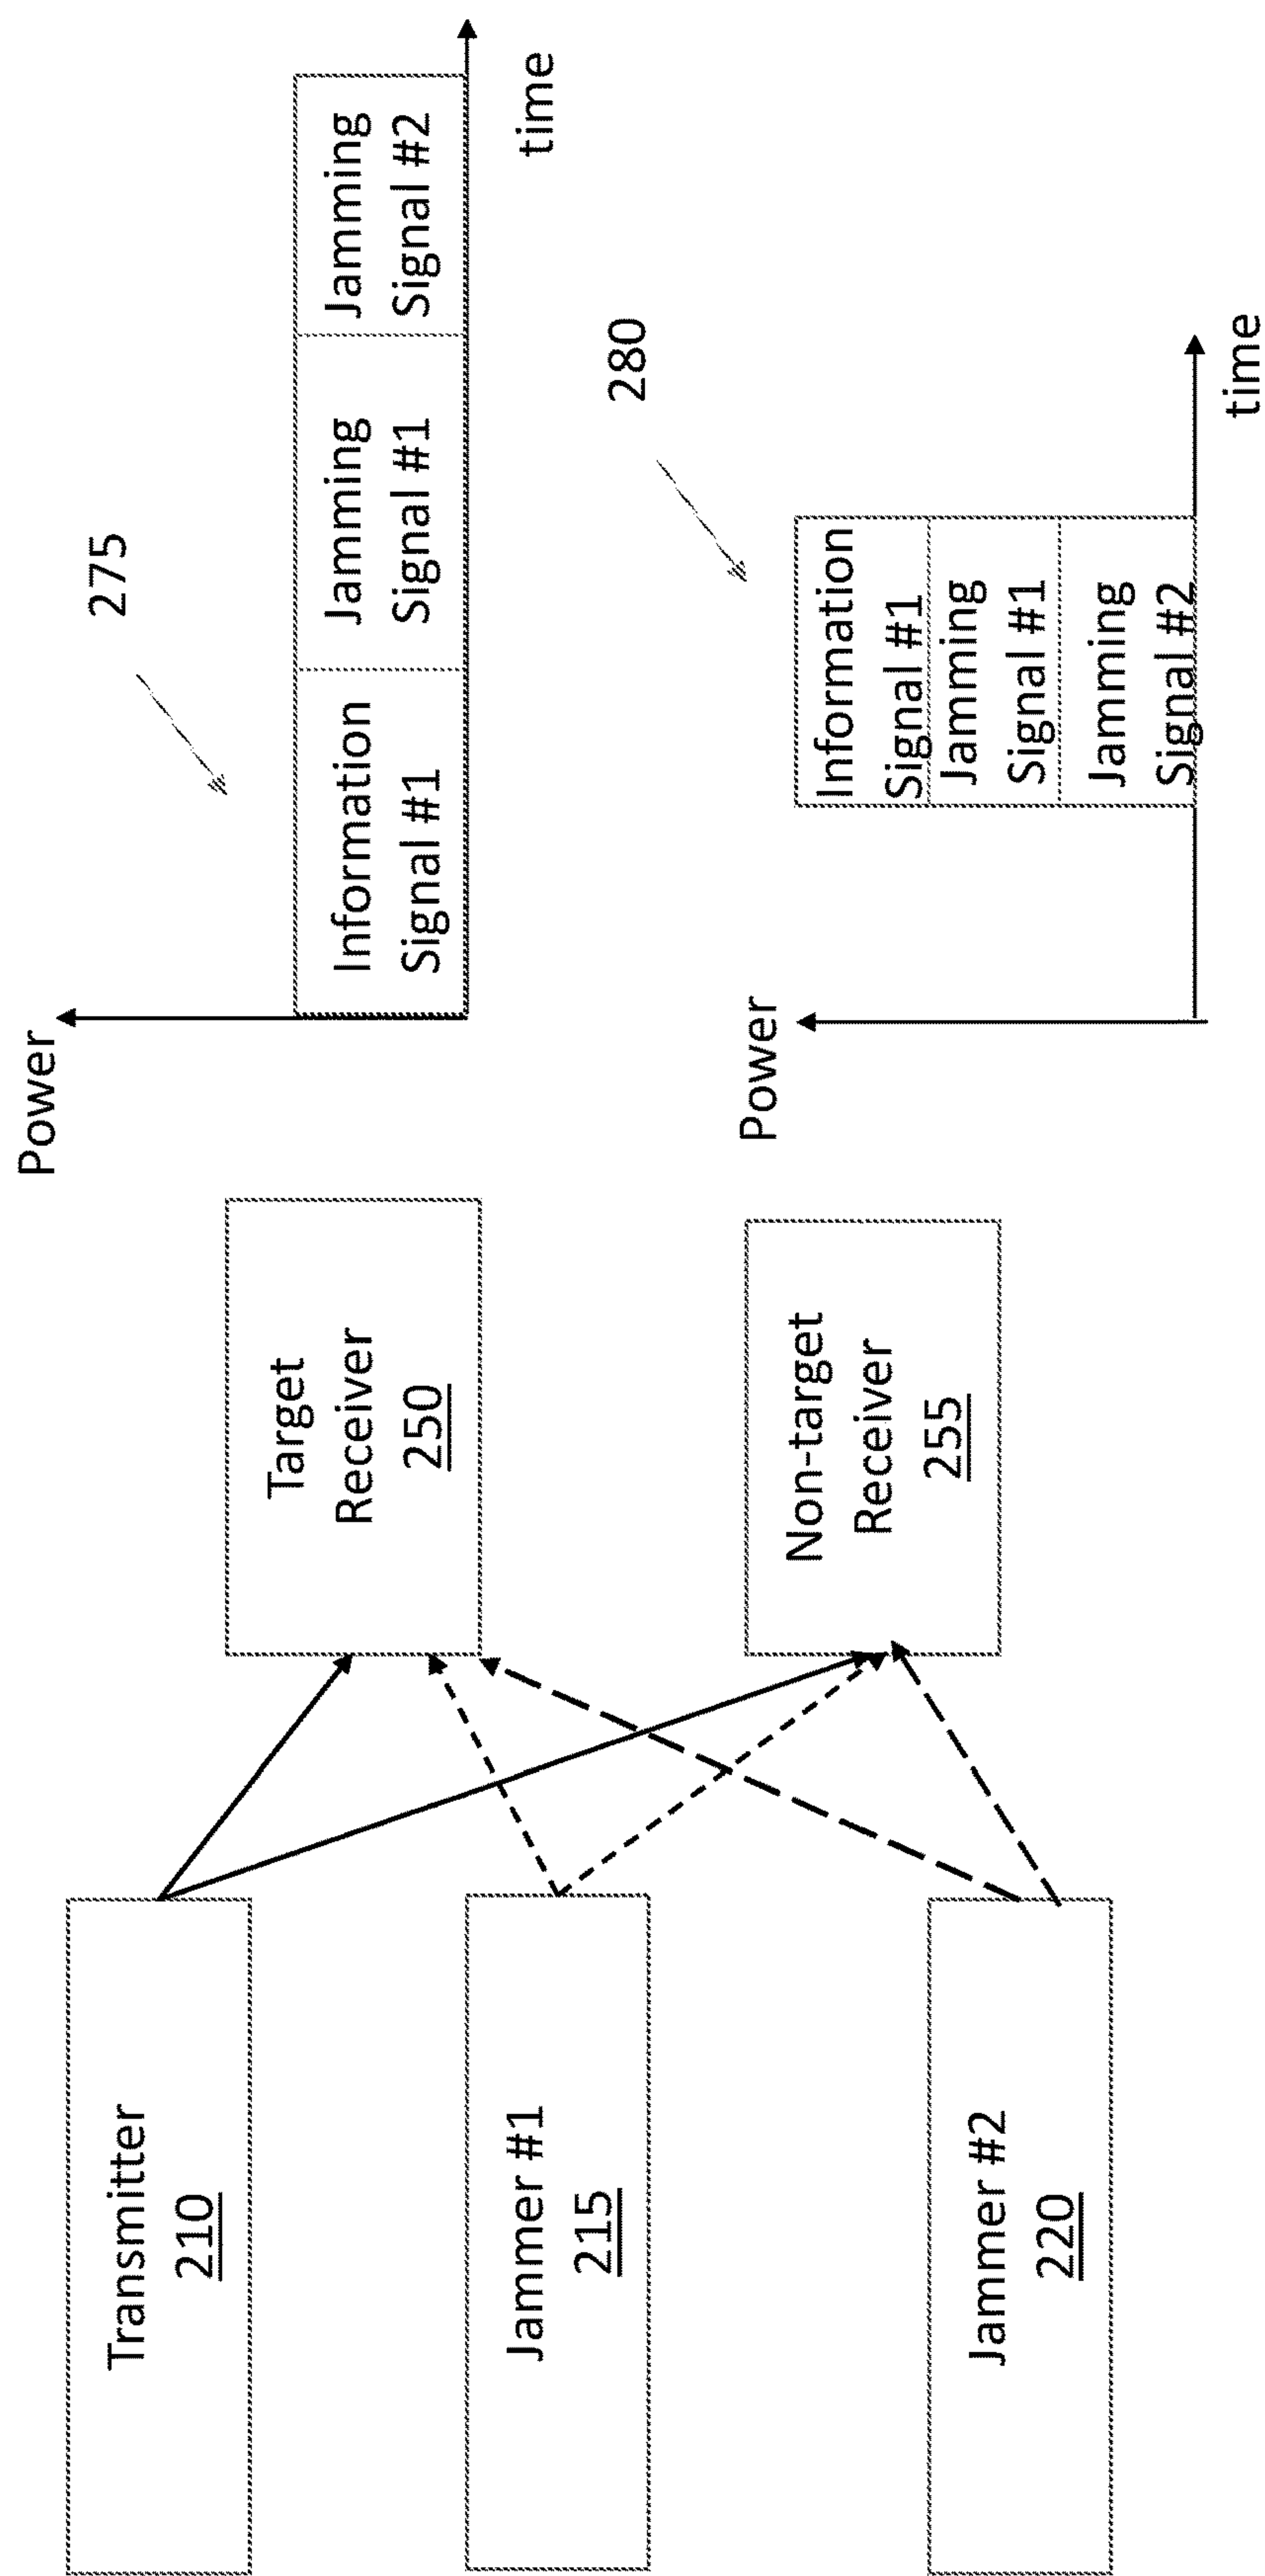 Transmitter
210
Jammer #1
215
Jammer #2
220
Target
Receiver
250
Non-target
Receiver
255
Power
275
Information
Signal #1
Jamming
Signal #1
Jamming
Signal #2
time
Power
280
Information
Signal #1
Jamming
Signal #1
Jamming
Signal #2
time